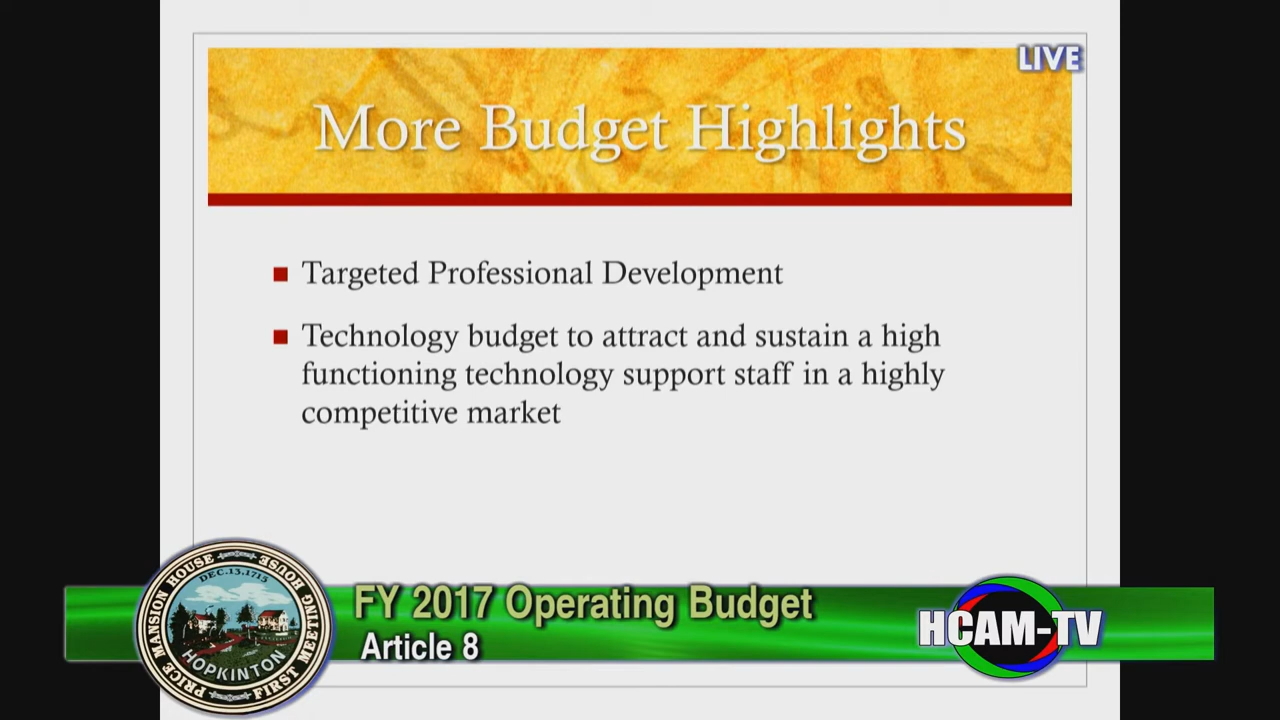 LIVE
More Budget Highlights
Targeted Professional Development
Technology budget to attract and sustain a high
functioning technology support staff in a highly
competitive market
FY 2017 Operating Budget
Article 8
HCAM-TV
PRICE MANSION HOUSE
FIRST MEETING HOUSE
DEC.13.1715
HOPKINTON